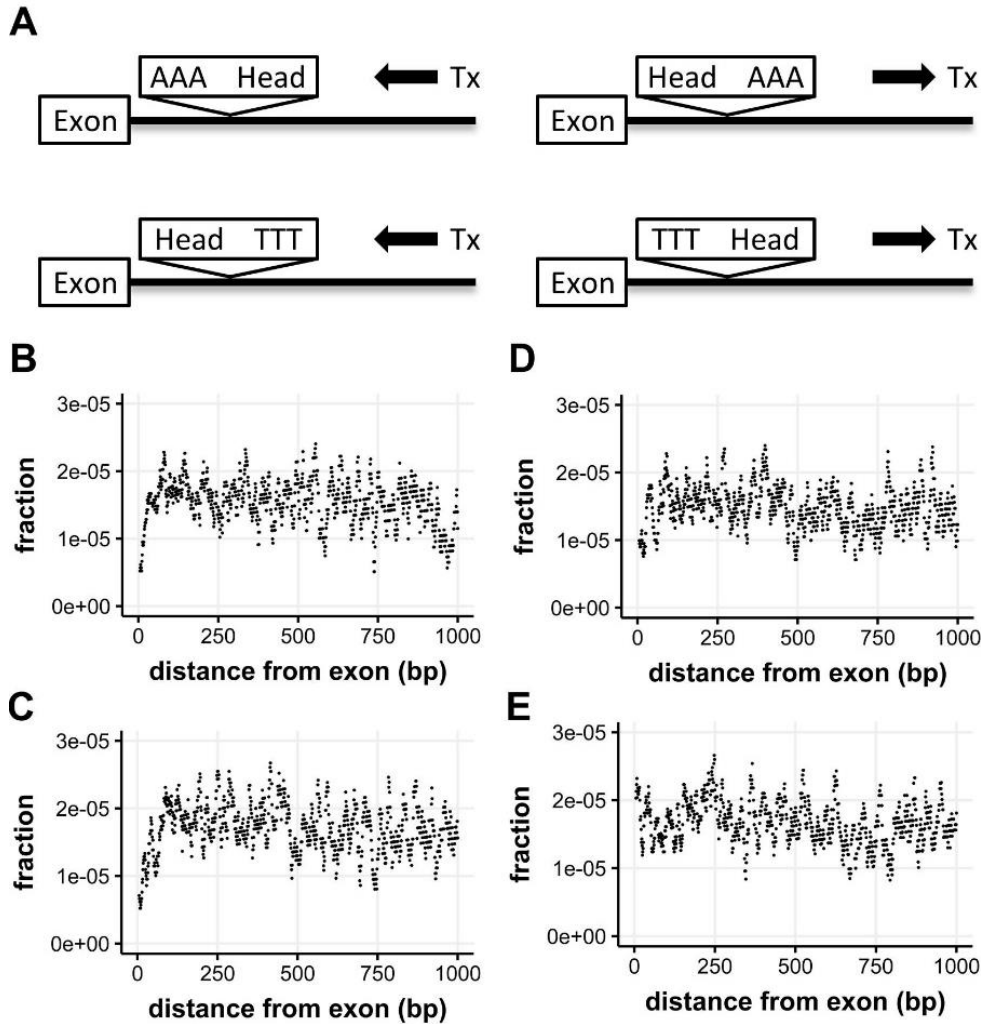 A
AAA Head
Tx
Exon
Head AAA
Tx
Exon
Head TTT
Tx
Exon
TTT Head
Tx
Exon
B
3e-05
2e-05
1e-05
0e+00
fraction
0 250 500 750 1000
distance from exon (bp)
D
3e-05
2e-05
1e-05
0e+00
fraction
0 250 500 750 1000
distance from exon (bp)
C
3e-05
2e-05
1e-05
0e+00
fraction
0 250 500 750 1000
distance from exon (bp)
E
3e-05
2e-05
1e-05
0e+00
fraction
0 250 500 750 1000
distance from exon (bp)